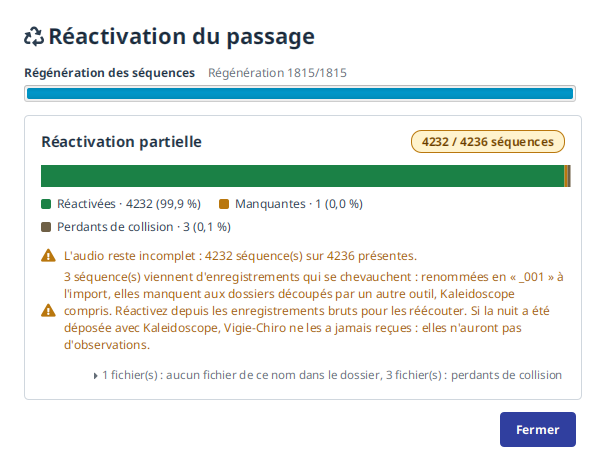 Réactivation du passage
Régénération des séquences Régénération 1815/1815
Réactivation partielle
4232 / 4236 séquences
Réactivées · 4232 (99,9 %) Manquantes · 1 (0,0 %)
Perdants de collision · 3 (0,1 %)
L'audio reste incomplet : 4232 séquence(s) sur 4236 présentes.
3 séquence(s) viennent d'enregistrements qui se chevauchent : renommées en « _001 » à
l'import, elles manquent aux dossiers découpés par un autre outil, Kaleidoscope
compris. Réactivez depuis les enregistrements bruts pour les réécouter. Si la nuit a été
déposée avec Kaleidoscope, Vigie-Chiro ne les a jamais reçues : elles n'auront pas
d'observations.
1 fichier(s) : aucun fichier de ce nom dans le dossier, 3 fichier(s) : perdants de collision
Fermer